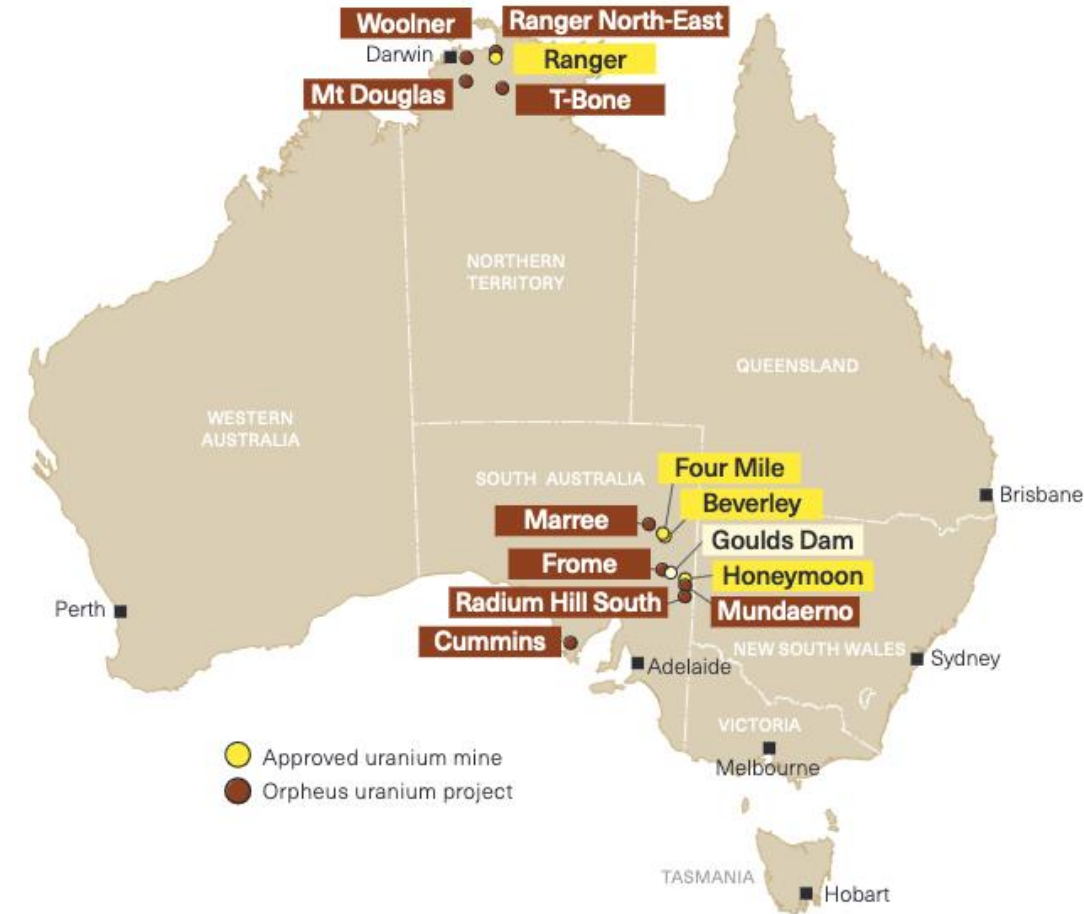 Woolner
Ranger North-East
Darwin
Ranger
Mt Douglas
T-Bone
NORTHERN
TERRITORY
QUEENSLAND
WESTERN
AUSTRALIA
SOUTH AUSTRALIA
Four Mile
Beverley
Brisbane
Marree
Goulds Dam
Frome
Honeymoon
Radium Hill South
Mundaerno
Perth
Cummins
NEW SOUTH WALES
Sydney
Adelaide
VICTORIA
Melbourne
Approved uranium mine
Orpheus uranium project
TASMANIA
Hobart